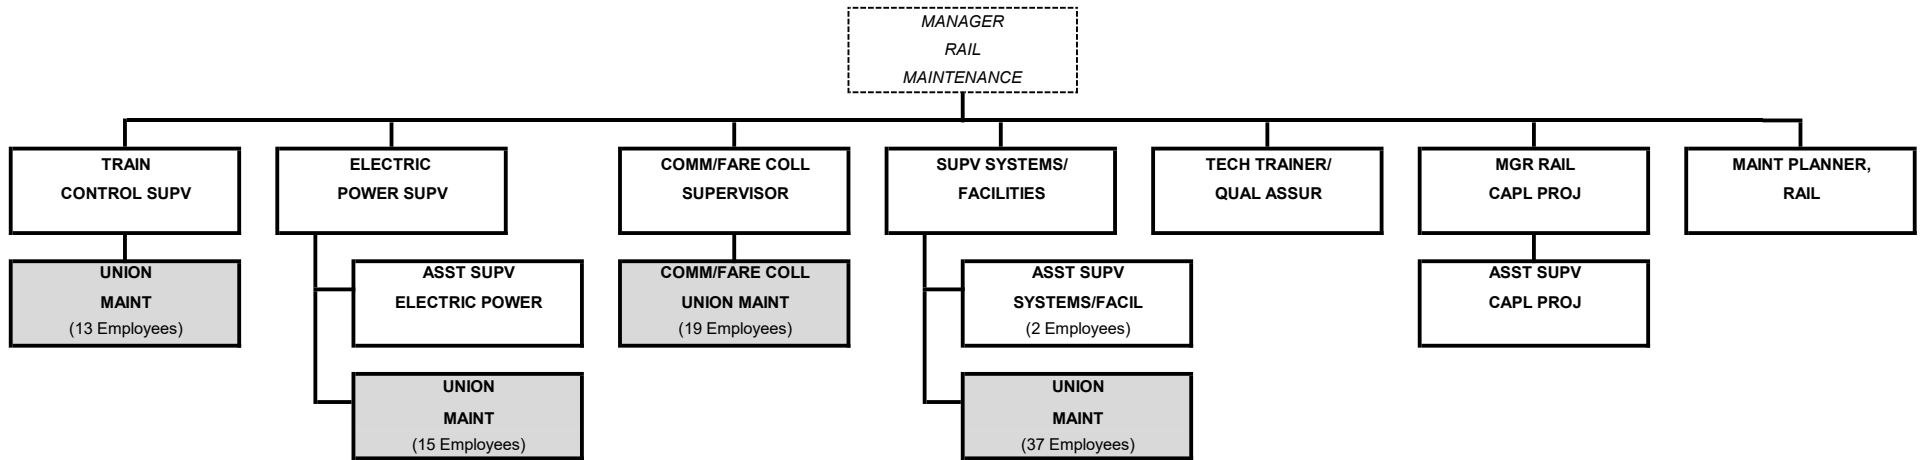 MANAGER
RAIL
MAINTENANCE
TRAIN
CONTROL SUPV
ELECTRIC
POWER SUPV
COMM/FARE COLL
SUPERVISOR
SUPV SYSTEMS/
FACILITIES
TECH TRAINER/
QUAL ASSUR
MGR RAIL
CAPL PROJ
MAINT PLANNER,
RAIL
UNION
MAINT
(13 Employees)
ASST SUPV
ELECTRIC POWER
COMM/FARE COLL
UNION MAINT
(19 Employees)
ASST SUPV
SYSTEMS/FACIL
(2 Employees)
ASST SUPV
CAPL PROJ
UNION
MAINT
(15 Employees)
UNION
MAINT
(37 Employees)